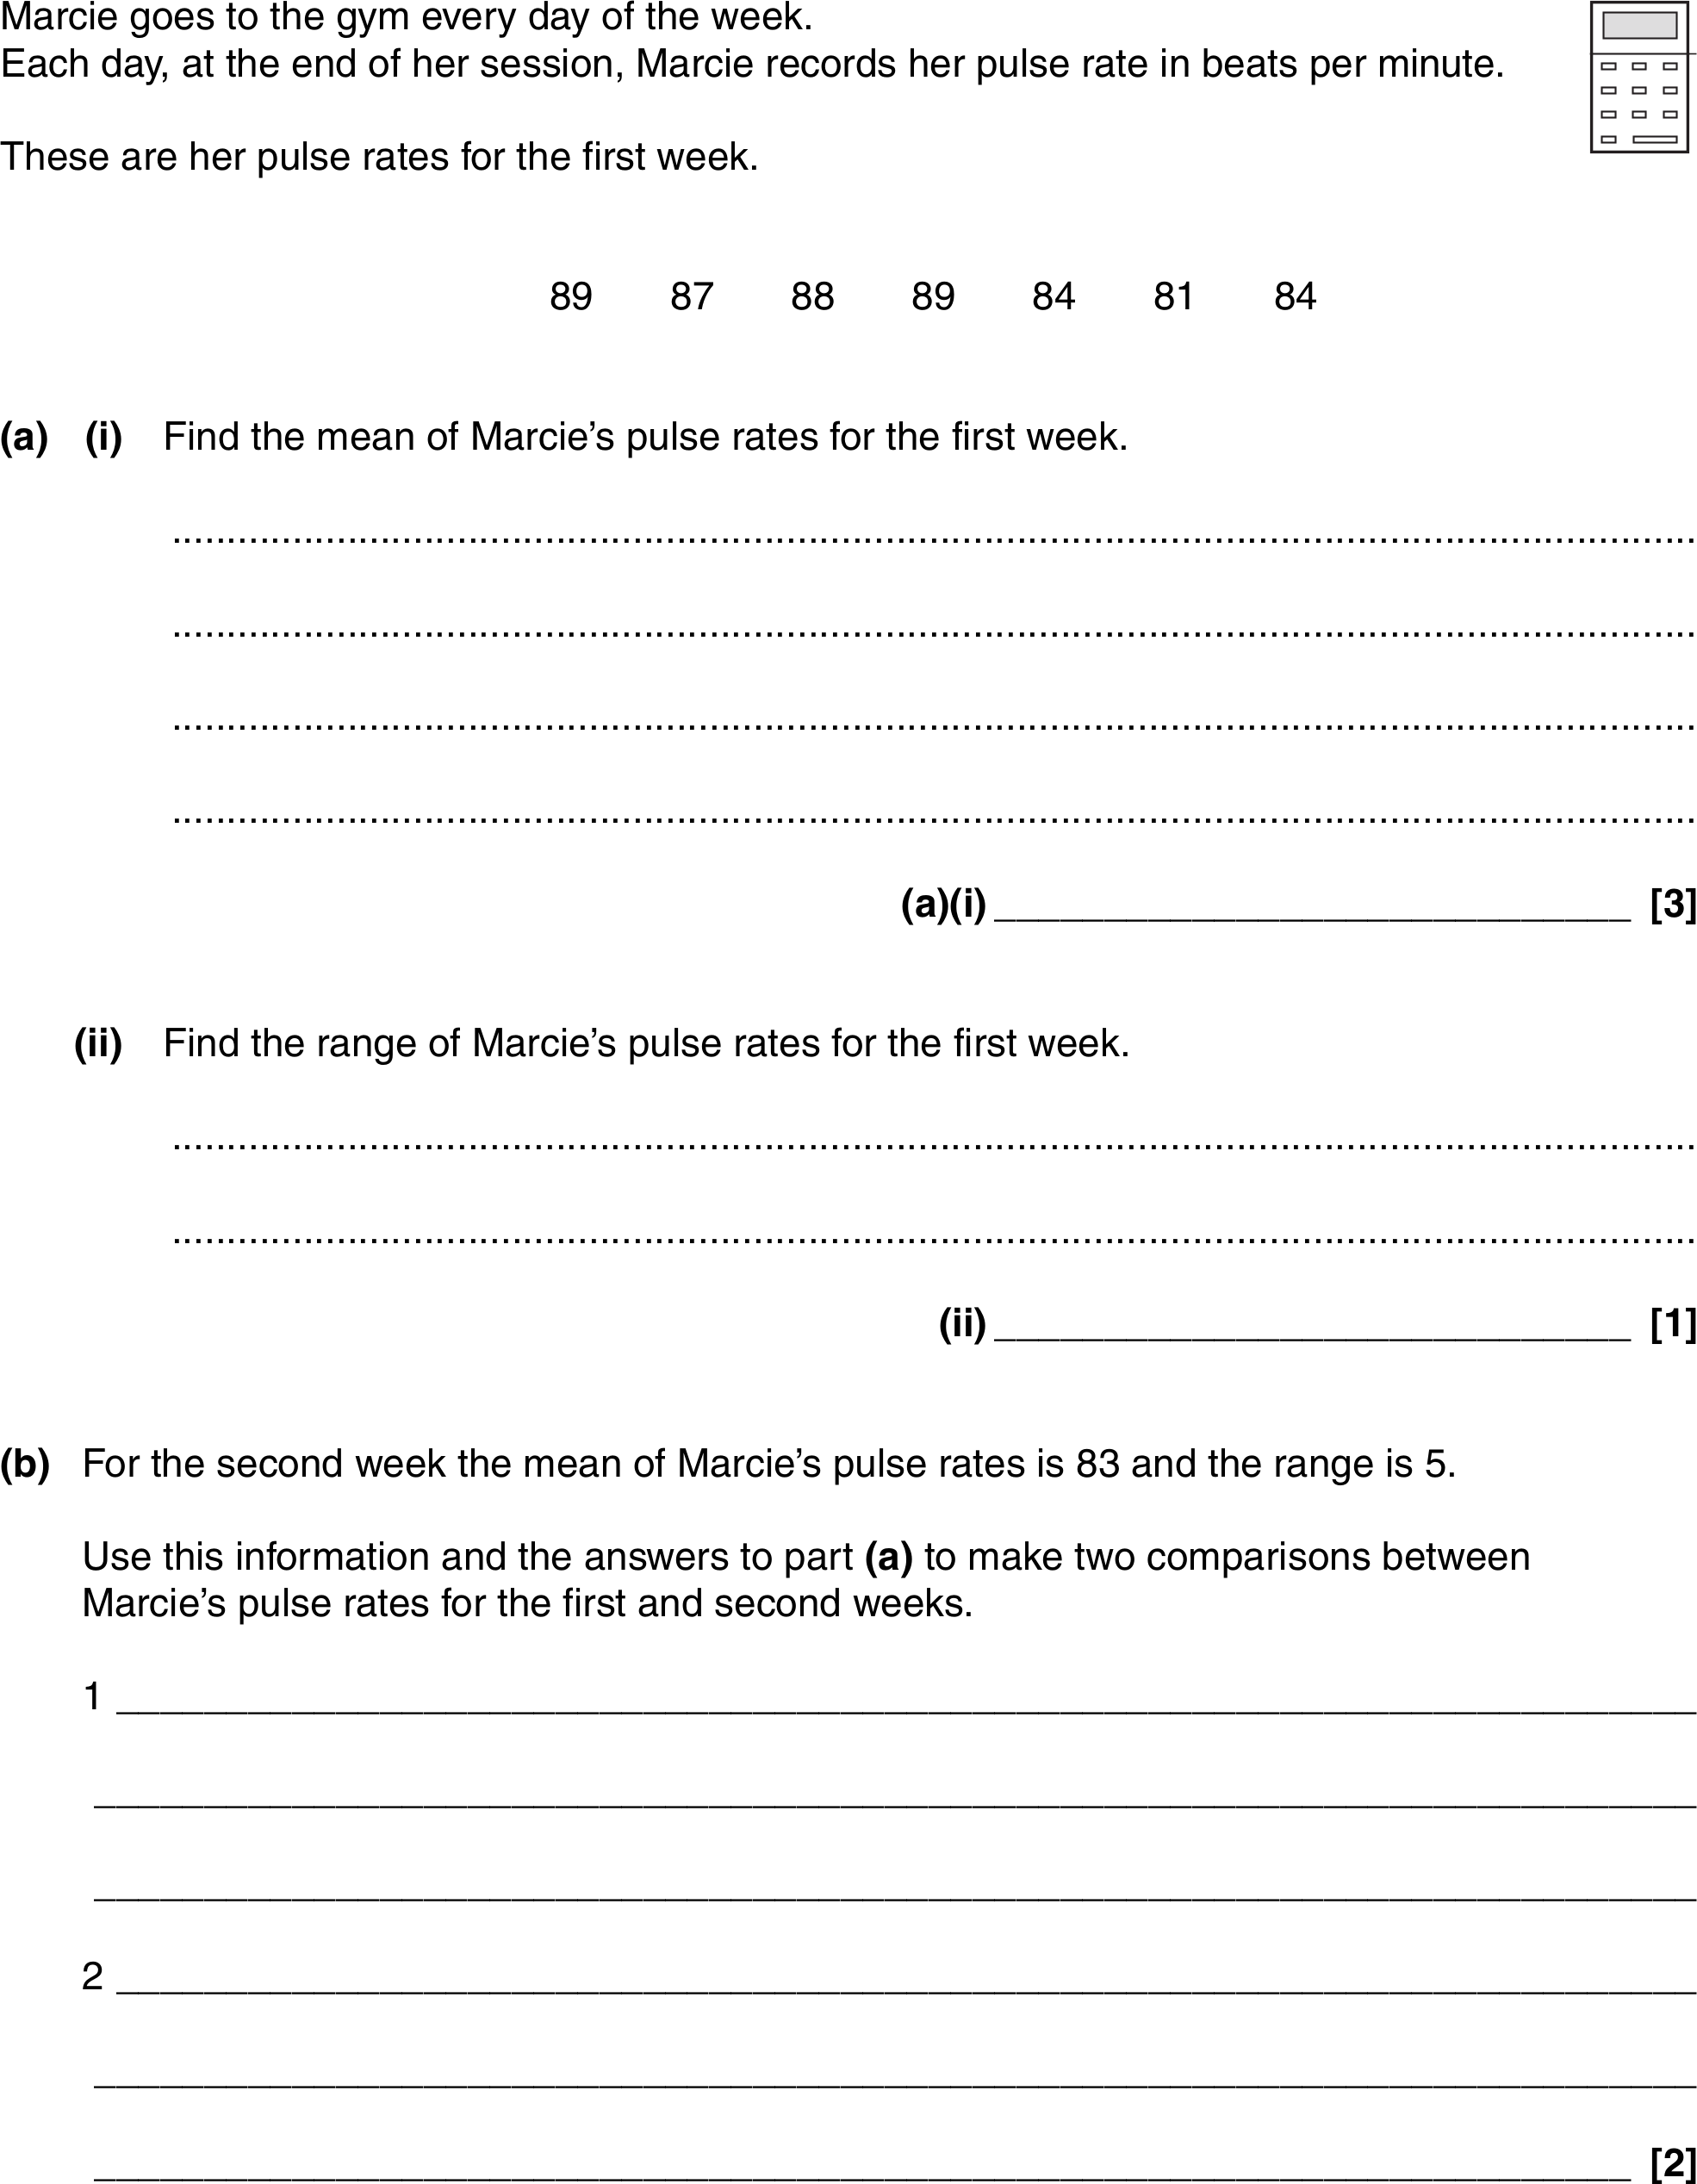 Marcie goes to the gym every day of the week.
Each day, at the end of her session, Marcie records her pulse rate in beats per minute.
These are her pulse rates for the first week.
89 87 88 89 84 81 84
(a) (i) Find the mean of Marcie’s pulse rates for the first week.
(a)(i) [3]
(ii) Find the range of Marcie’s pulse rates for the first week.
(ii) [1]
(b) For the second week the mean of Marcie’s pulse rates is 83 and the range is 5.
Use this information and the answers to part (a) to make two comparisons between
Marcie’s pulse rates for the first and second weeks.
1
2
[2]